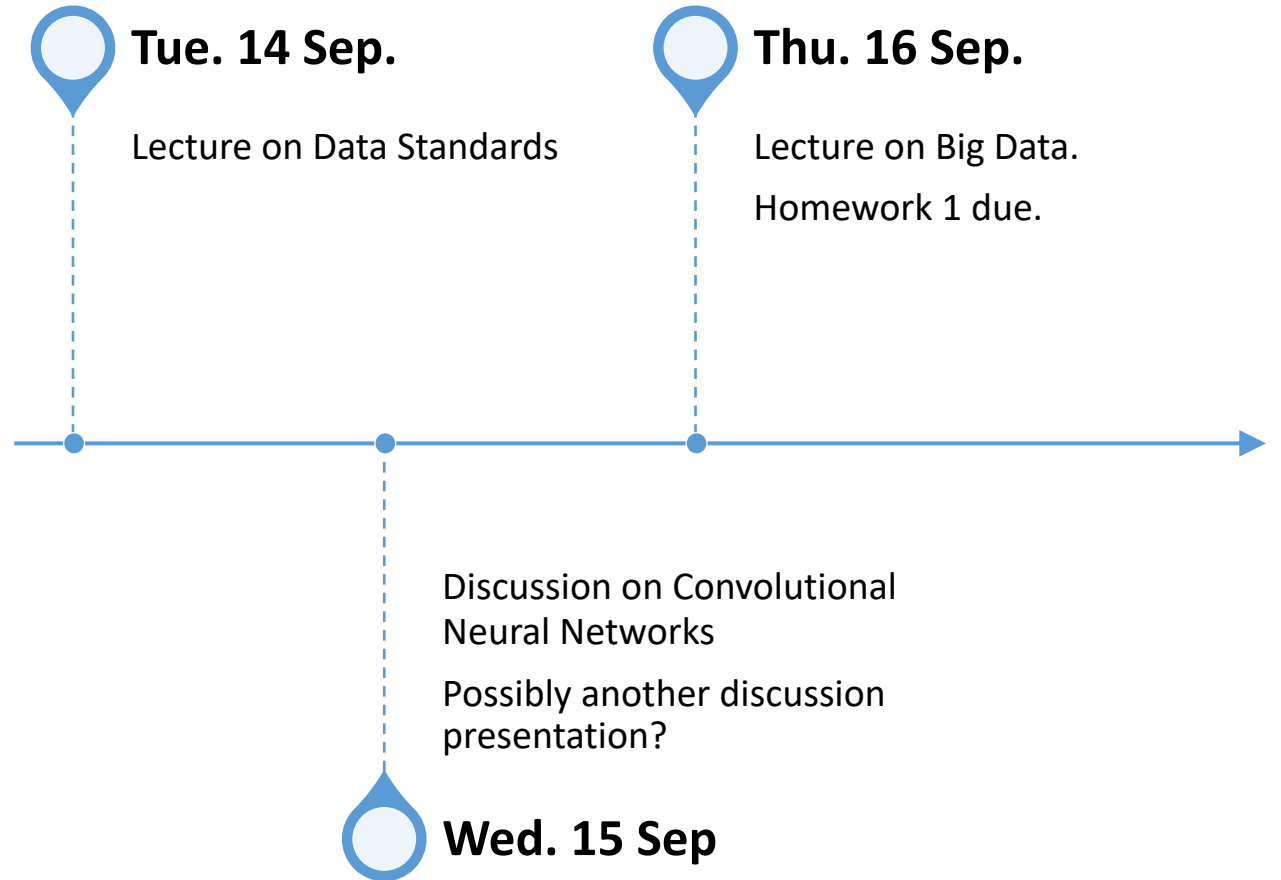 Tue. 14 Sep.
Lecture on Data Standards
Thu. 16 Sep.
Lecture on Big Data.
Homework 1 due.
Discussion on Convolutional
Neural Networks
Possibly another discussion
presentation?
Wed. 15 Sep